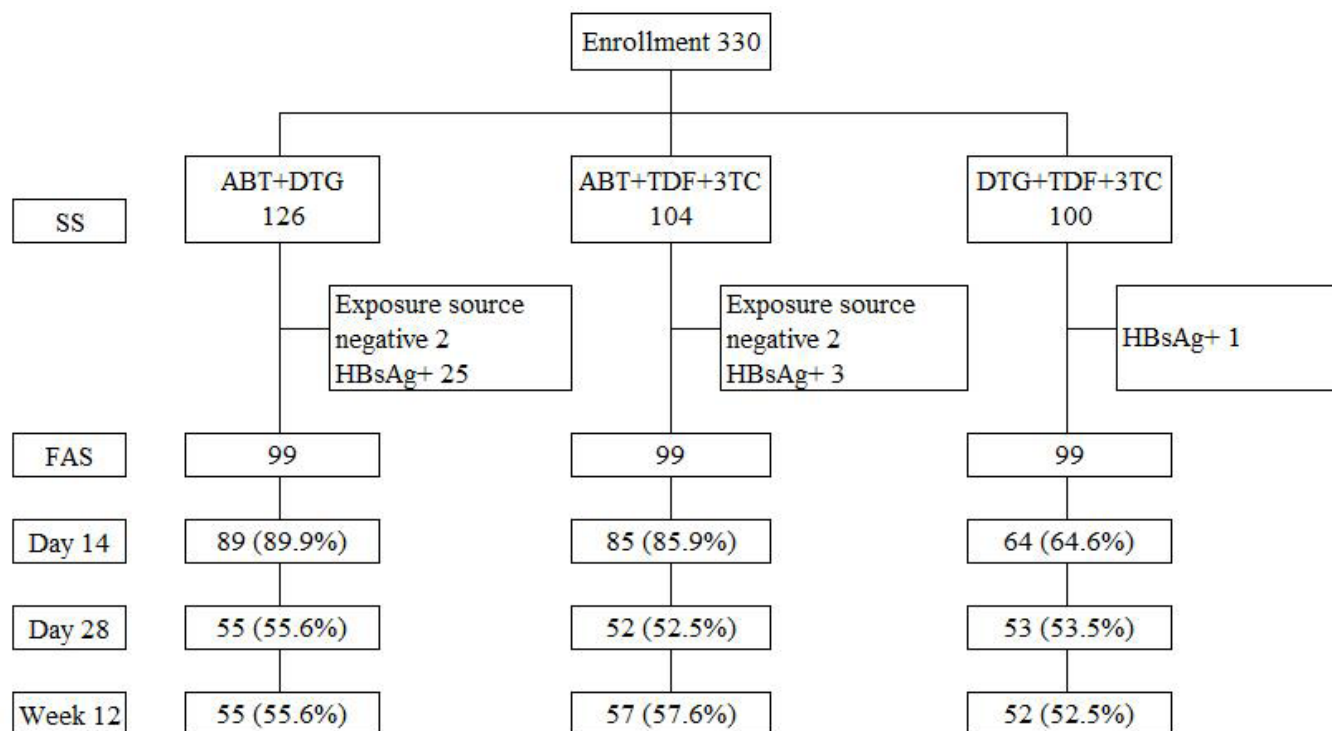 Enrollment 330
SS
ABT+DTG
126
ABT+TDF+3TC
104
DTG+TDF+3TC
100
Exposure source
negative 2
HBsAg+ 25
Exposure source
negative 2
HBsAg+ 3
HBsAg+ 1
FAS
99
99
99
Day 14
89 (89.9%)
85 (85.9%)
64 (64.6%)
Day 28
55 (55.6%)
52 (52.5%)
53 (53.5%)
Week 12
55 (55.6%)
57 (57.6%)
52 (52.5%)